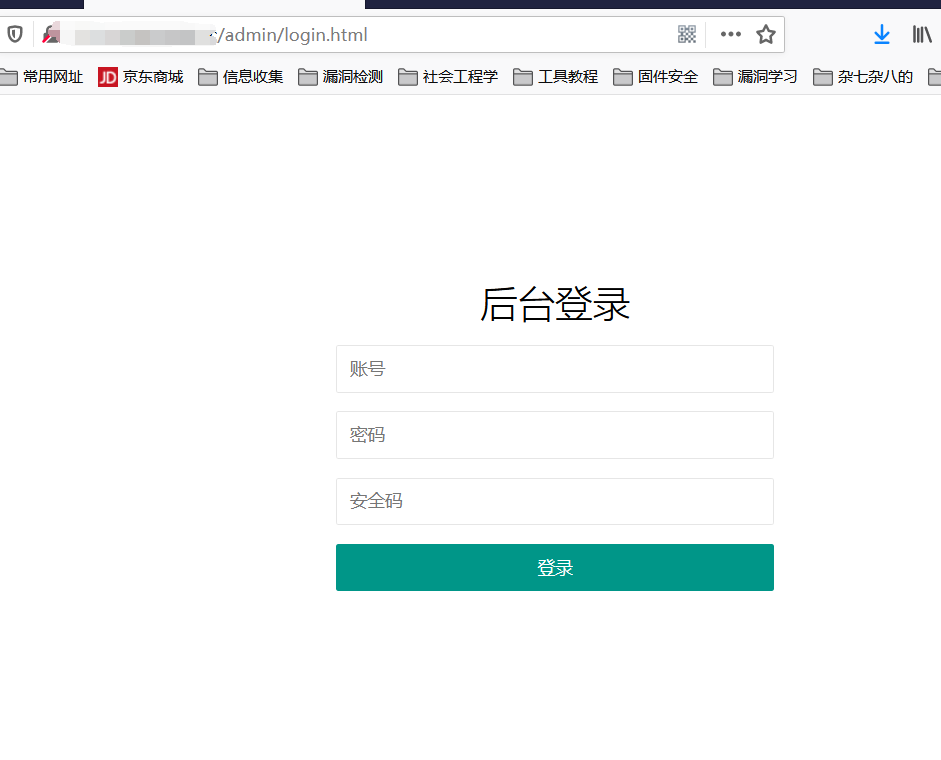 /admin/login.html
常用网址 JD 京东商城 信息收集 漏洞检测 社会工程学 工具教程 固件安全 漏洞学习 杂七杂八的
后台登录
账号
密码
安全码
登录